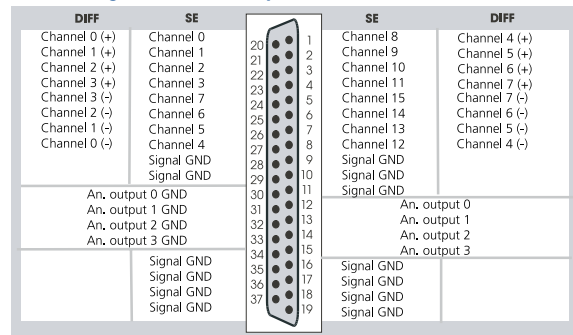 DIFF SE SE DIFF
Channel 0 (+) Channel 0 20 1 Channel 8 Channel 4 (+)
Channel 1 (+) Channel 1 21 2 Channel 9 Channel 5 (+)
Channel 2 (+) Channel 2 22 3 Channel 10 Channel 6 (+)
Channel 3 (+) Channel 3 23 4 Channel 11 Channel 7 (+)
Channel 3 (-) Channel 7 24 5 Channel 15 Channel 7 (-)
Channel 2 (-) Channel 6 25 6 Channel 14 Channel 6 (-)
Channel 1 (-) Channel 5 26 7 Channel 13 Channel 5 (-)
Channel 0 (-) Channel 4 27 8 Channel 12 Channel 4 (-)
Signal GND 28 9 Signal GND
Signal GND 29 10 Signal GND
11 Signal GND
An. output 0 GND 30 12 An. output 0
An. output 1 GND 31 13 An. output 1
An. output 2 GND 32 14 An. output 2
An. output 3 GND 33 15 An. output 3
Signal GND 34 16 Signal GND
Signal GND 35 17 Signal GND
Signal GND 36 18 Signal GND
Signal GND 37 19 Signal GND